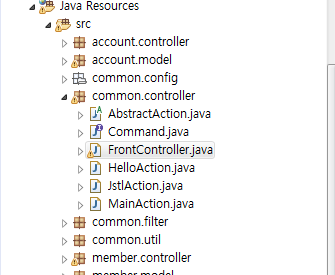 Java Resources
src
account.controller
account.model
common.config
common.controller
AbstractAction.java
Command.java
FrontController.java
HelloAction.java
JstlAction.java
MainAction.java
common.filter
common.util
member.controller
member.model